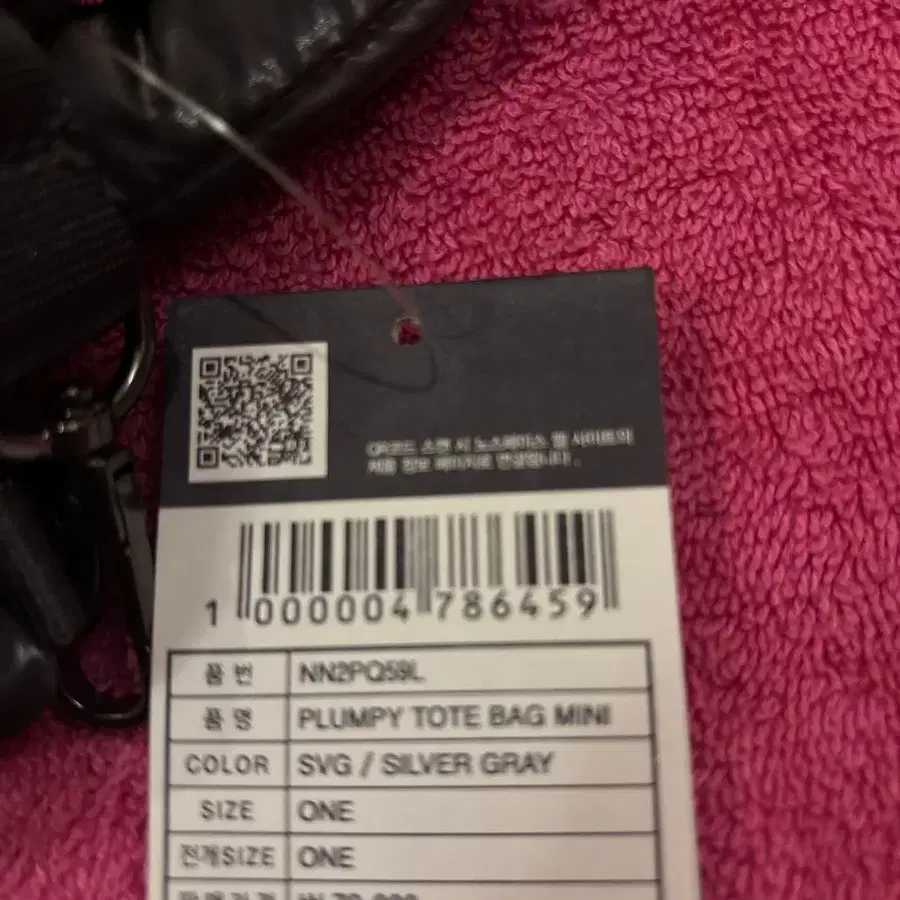 QR코드 스캔 시 노스페이스 웹 사이트의
제품 정보 페이지로 연결됩니다.
1 000004 786459
품 번 NN2PQ59L
품 명 PLUMPY TOTE BAG MINI
COLOR SVG / SILVER GRAY
SIZE ONE
전개SIZE ONE